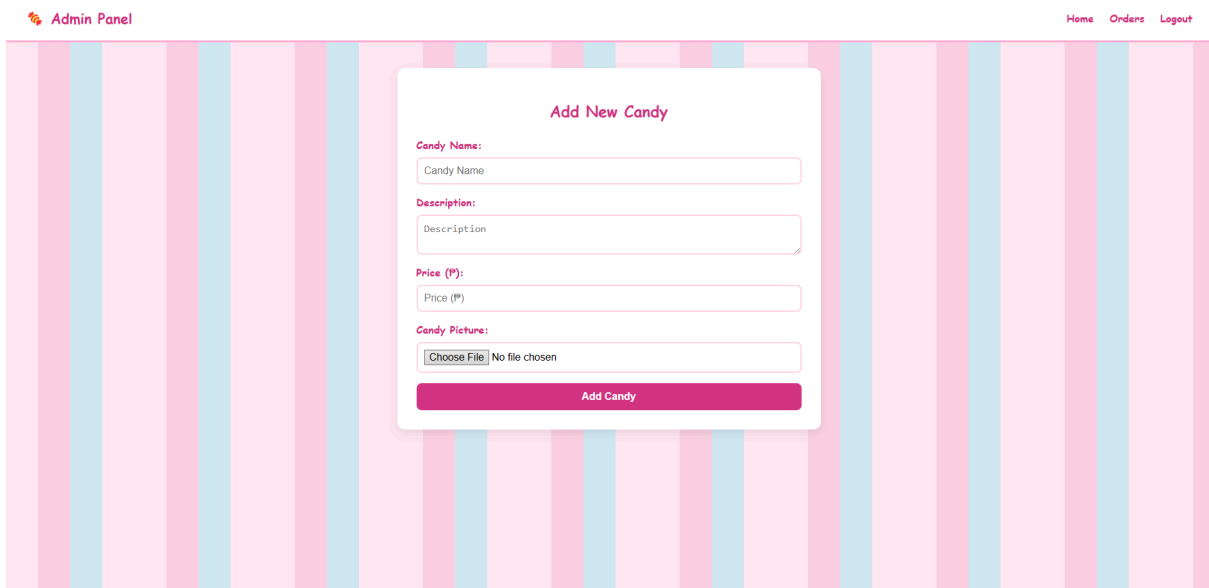 Admin Panel
Home Orders Logout
Add New Candy
Candy Name:
Candy Name
Description:
Description
Price (₱):
Price (₱)
Candy Picture:
Choose File No file chosen
Add Candy